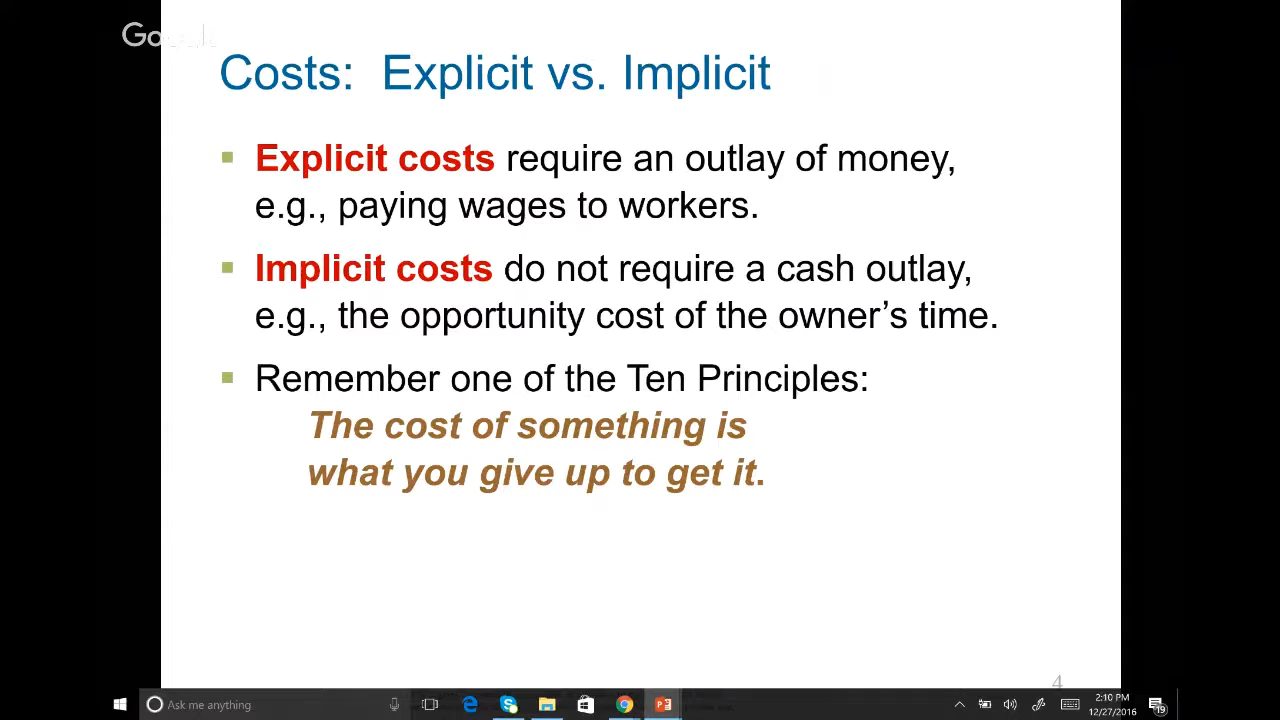 Costs: Explicit vs. Implicit
Explicit costs require an outlay of money,
e.g., paying wages to workers.
Implicit costs do not require a cash outlay,
e.g., the opportunity cost of the owner's time.
Remember one of the Ten Principles:
The cost of something is
what you give up to get it.
4
Ask me anything
2:10 PM
12/27/2016
19